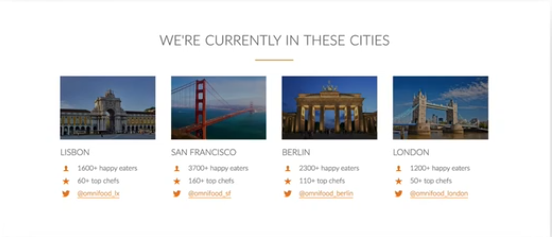 WE'RE CURRENTLY IN THESE CITIES
LISBON
1600+ happy eaters
60+ top chefs
@omnifood_lx
SAN FRANCISCO
3700+ happy eaters
160+ top chefs
@omnifood_sf
BERLIN
2300+ happy eaters
110+ top chefs
@omnifood_berlin
LONDON
1200+ happy eaters
50+ top chefs
@omnifood_london